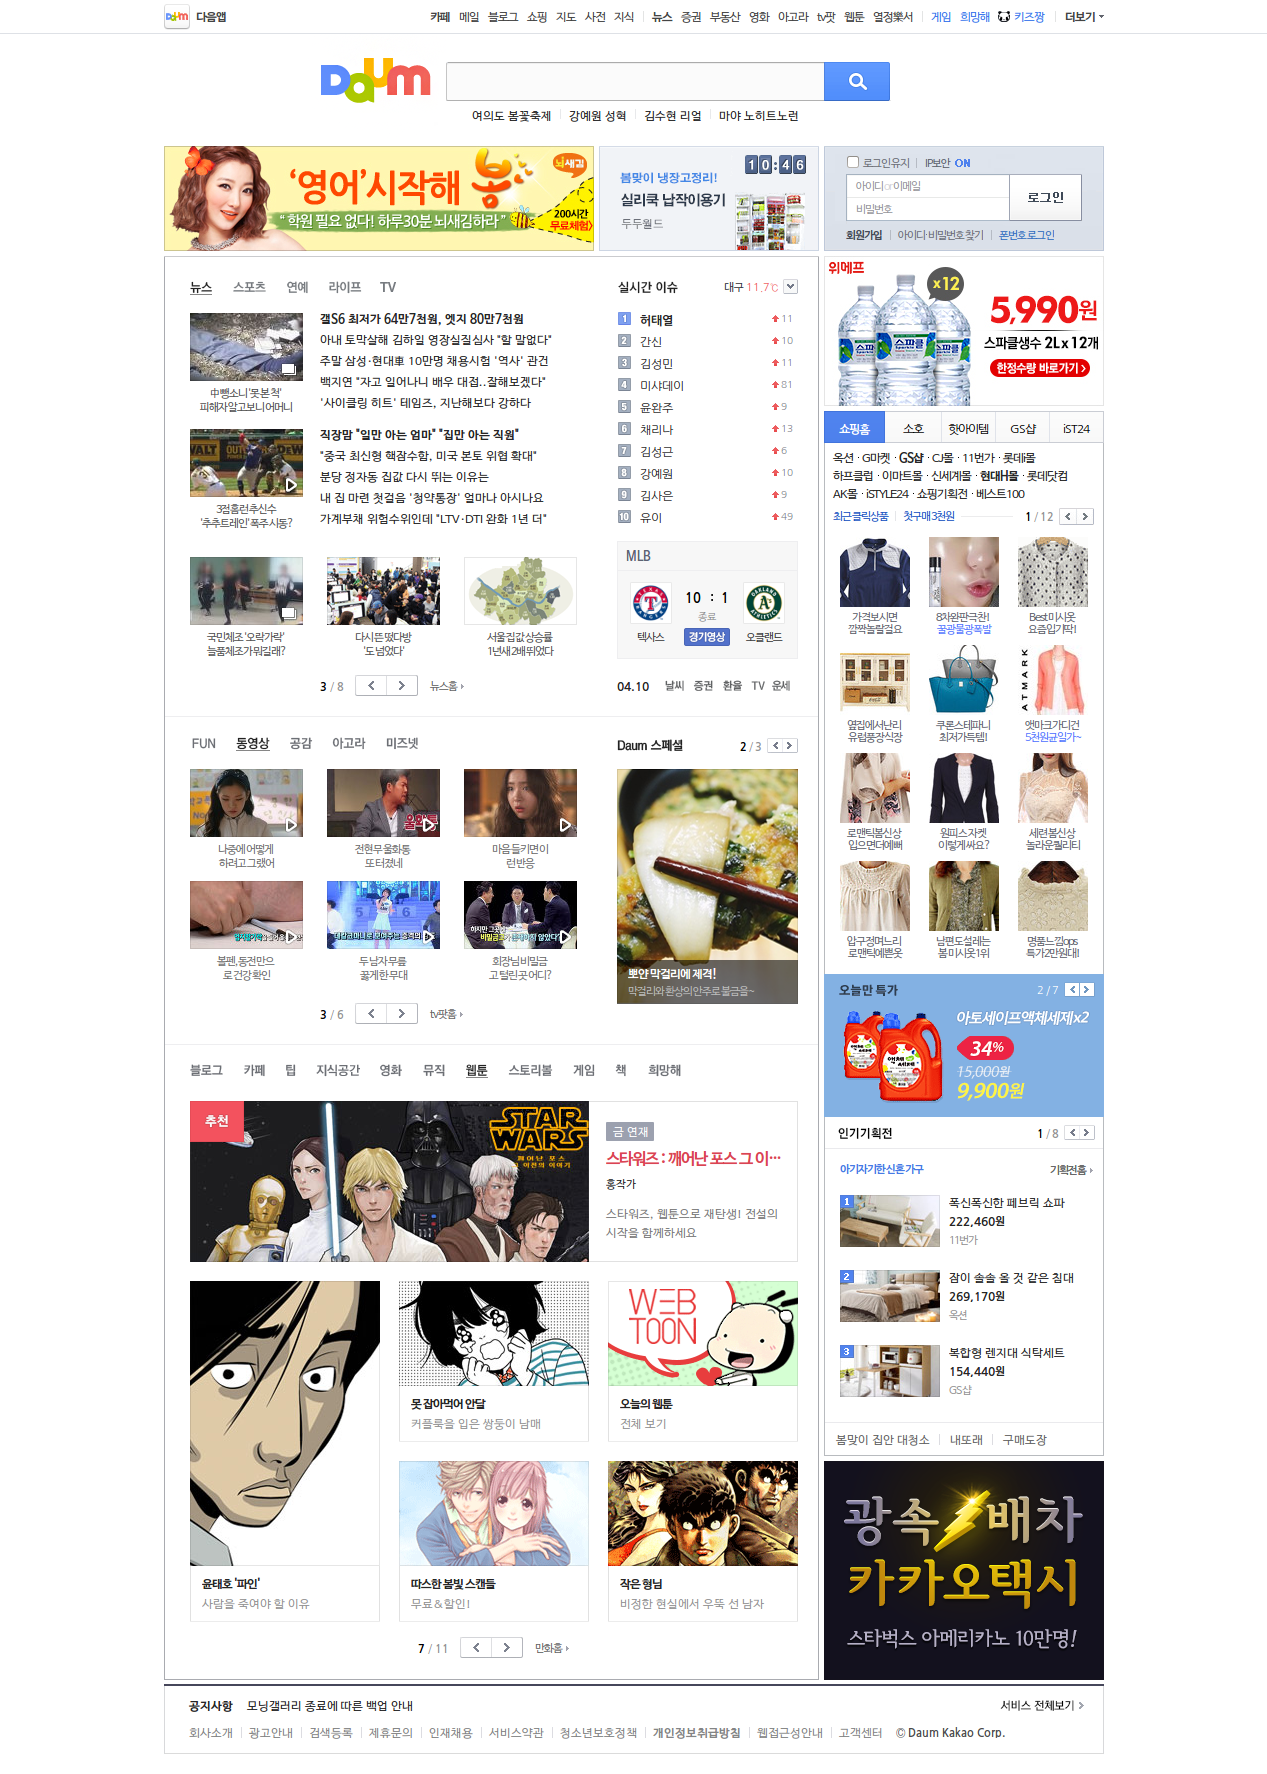 Daum 다음앱
카페 메일 블로그 쇼핑 지도 사전 지식 뉴스 증권 부동산 영화 아고라 tv팟 웹툰 열정樂서 게임 희망해 키즈짱 더보기
Daum
여의도 봄꽃축제 강예원 성혁 김수현 리얼 마야 노히트노런
뇌새김
'영어'시작해 봉
"학원 필요 없다! 하루30분 뇌새김하라"
200시간
무료체험
10:46
봄맞이 냉장고정리!
실리쿡 납작이용기
두두월드
로그인 유지 IP보안 ON
아이디 or 이메일
비밀번호
로그인
회원가입 아이디·비밀번호 찾기 폰번호 로그인
뉴스 스포츠 연예 라이프 TV
갤S6 최저가 64만7천원, 엣지 80만7천원
아내 토막살해 김하일 영장실질심사 "할 말없다"
주말 삼성·현대車 10만명 채용시험 '역사' 관건
백지연 "자고 일어나니 배우 대접..잘해보겠다"
'사이클링 히트' 테임즈, 지난해보다 강하다
中뺑소니 '못 본 척'
피해자 알고보니 어머니
직장맘 "일만 아는 엄마" "집만 아는 직원"
"중국 최신형 핵잠수함, 미국 본토 위협 확대"
분당 정자동 집값 다시 뛰는 이유는
내 집 마련 첫걸음 '청약통장' 얼마나 아시나요
가계부채 위험수위인데 "LTV·DTI 완화 1년 더"
3점 홈런 추신수
'추추트레인' 폭주 시동?
국민체조 '오락가락'
늘품체조가 뭐길래?
다시 뜬 떴다방
'도 넘었다'
서울 집값 상승률
1년새 2배 뛰었다
3 / 8 뉴스홈
실시간 이슈 대구 11.7℃
1 허태열 11
2 간신 10
3 김성민 11
4 미샤데이 81
5 윤완주 9
6 채리나 13
7 김성근 6
8 강예원 10
9 김사은 9
10 유이 49
MLB
10 : 1
종료
텍사스 경기영상 오클랜드
04.10 날씨 증권 환율 TV 운세
위메프
x12
5,990원
스파클생수 2L x 12개
한정수량 바로가기
쇼핑홈 소호 핫아이템 GS샵 iST24
옥션 · G마켓 · GS샵 · CJ몰 · 11번가 · 롯데i몰
하프클럽 · 이마트몰 · 신세계몰 · 현대H몰 · 롯데닷컴
AK몰 · iSTYLE24 · 쇼핑기획전 · 베스트100
최근 클릭상품 첫구매 3천원 1 / 12
가격보시면
깜짝놀랄걸요
8차완판극찬!
꿀광물광폭발
Best 미시옷
요즘입기딱!
옆집에서난리
유럼풍장식장
쿠론스테파니
최저가득템!
ATMARK
앳마크가디건
5천원균일가~
로맨틱봄신상
입으면더예뻐
원피스자켓
이렇게싸요?
세련봄신상
놀라운퀄리티
압구정며느리
로맨틱예쁜옷
남편도설레는
봄미시옷1위
명품느낌ops
특가2만원대!
FUN 통영상 공감 아고라 미즈넷
나중에 어떻게
하려고 그랬어
전현무 울화통
또 터졌네
마음 들키면 이
런 반응
볼펜, 동전만으
로 건강 확인
두 남자 무릎
꿇게 한 무대
회장님 비밀금
고 털린 곳 어디?
3 / 6 tv팟홈
Daum 스페셜 2 / 3
뽀얀 막걸리에 제격!
막걸리와 환상의 안주로 불금을~
오늘만 특가 2 / 7
아토세이프액체세제x2
34%
15,000원
9,900원
인기기획전 1 / 8
아기자기한 신혼 가구 기획전홈
1 폭신폭신한 페브릭 쇼파
222,460원
11번가
2 잠이 솔솔 올 것 같은 침대
269,170원
옥션
3 복합형 렌지대 식탁세트
154,440원
GS샵
봄맞이 집안 대청소 내또래 구매도장
블로그 카페 팁 지식공간 영화 뮤직 웹툰 스토리볼 게임 책 희망해
추천
STAR WARS
깨어난 포스
그 이전의 이야기
금 연재
스타워즈 : 깨어난 포스 그 이…
홍작가
스타워즈, 웹툰으로 재탄생! 전설의
시작을 함께하세요
WEB TOON
못 잡아먹어 안달
커플룩을 입은 쌍둥이 남매
오늘의 웹툰
전체 보기
윤태호 '파인'
사람을 죽여야 할 이유
따스한 봄빛 스캔들
무료&할인!
작은 형님
비정한 현실에서 우뚝 선 남자
7 / 11 만화홈
광속 배차
카카오택시
스타벅스 아메리카노 10만명!
공지사항 모닝갤러리 종료에 따른 백업 안내 서비스 전체보기
회사소개 광고안내 검색등록 제휴문의 인재채용 서비스약관 청소년보호정책 개인정보취급방침 웹접근성안내 고객센터 © Daum Kakao Corp.